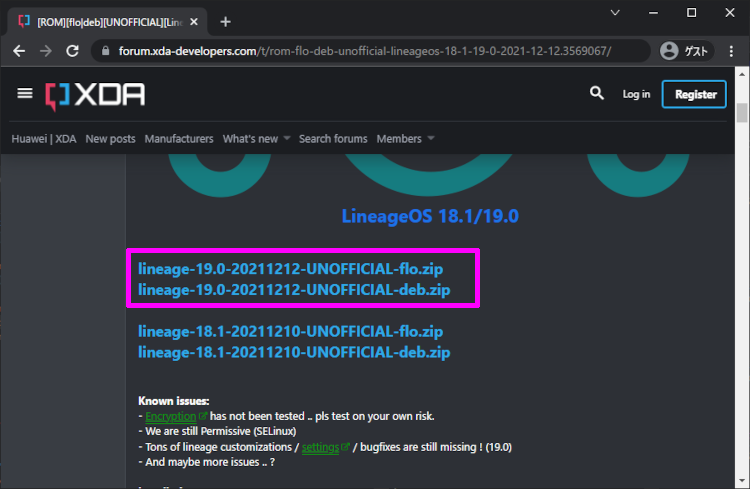 [ROM][flo|deb][UNOFFICIAL][Line
forum.xda-developers.com/t/rom-flo-deb-unofficial-lineageos-18-1-19-0-2021-12-12.3569067/
ゲスト
XDA
Log in
Register
Huawei | XDA New posts Manufacturers What's new Search forums Members
LineageOS 18.1/19.0
lineage-19.0-20211212-UNOFFICIAL-flo.zip
lineage-19.0-20211212-UNOFFICIAL-deb.zip
lineage-18.1-20211210-UNOFFICIAL-flo.zip
lineage-18.1-20211210-UNOFFICIAL-deb.zip
Known issues:
- Encryption has not been tested .. pls test on your own risk.
- We are still Permissive (SELinux)
- Tons of lineage customizations / settings / bugfixes are still missing ! (19.0)
- And maybe more issues .. ?